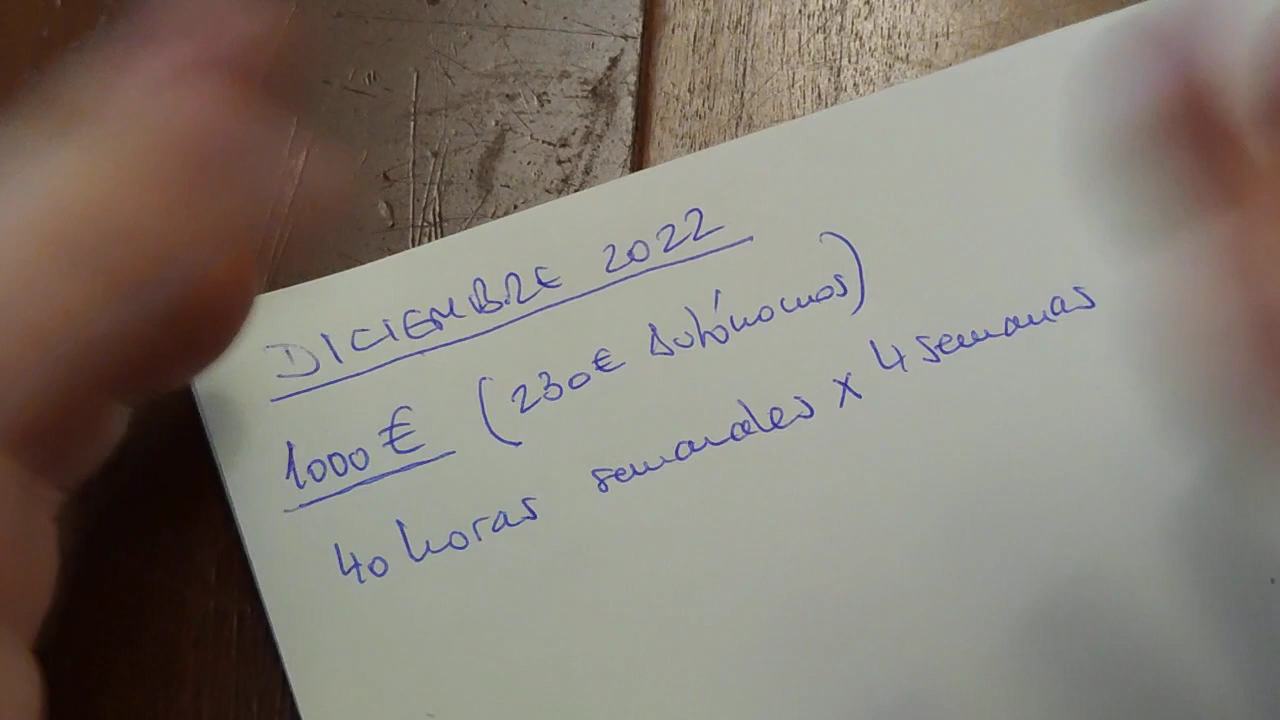 DICIEMBRE 2022
1000€ (230€ Autónomos)
40 horas semanales x 4 semanas